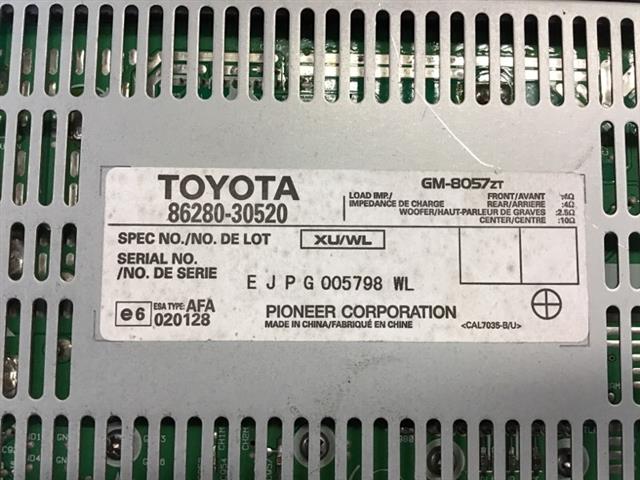 TOYOTA
86280-30520
GM-8057ZT
LOAD IMP./
IMPEDANCE DE CHARGE
FRONT/AVANT
REAR/ARRIERE :4Ω
WOOFER/HAUT-PARLEUR DE GRAVES :2.5Ω
CENTER/CENTRE :10Ω
SPEC NO./NO. DE LOT XU/WL
SERIAL NO.
/NO. DE SERIE E J P G 005798 WL
e6 ESA TYPE: AFA
020128
PIONEER CORPORATION
MADE IN CHINA/FABRIQUÉ EN CHINE
<CAL7035-B/U>